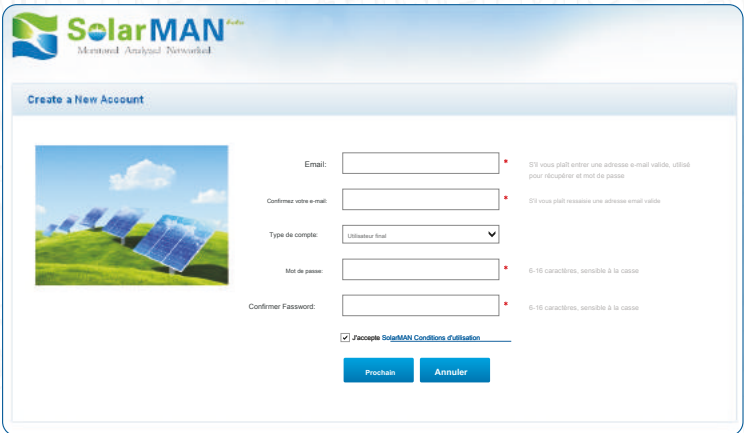 SolarMAN beta
Monitored Analyzed Networked
Create a New Account
Email: * S'il vous plaît entrer une adresse e-mail valide, utilisé
pour récupérer et mot de passe
Confirmez votre e-mail: * S'il vous plaît ressaisie une adresse email valide
Type de compte: Utilisateur final
Mot de passe: * 6-16 caractères, sensible à la casse
Confirmer Fassword: * 6-16 caractères, sensible à la casse
J'accepte SolarMAN Conditions d'utilisation
Prochain Annuler